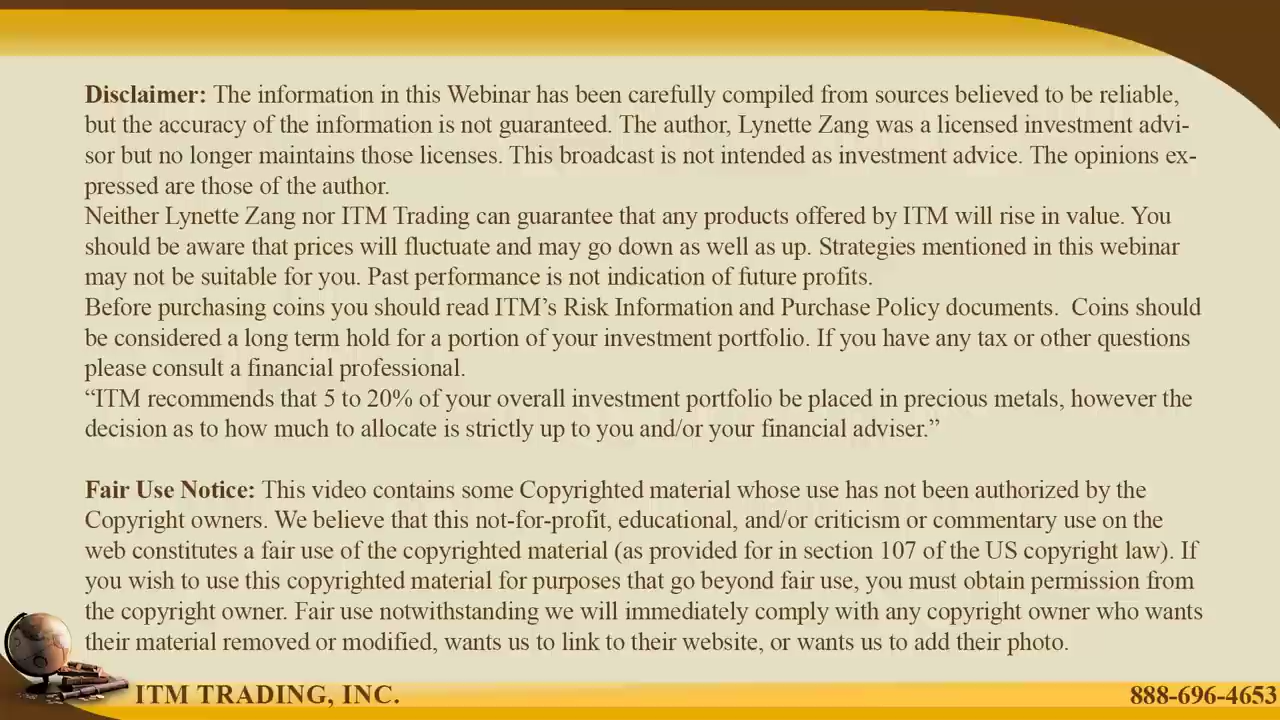 Disclaimer: The information in this Webinar has been carefully compiled from sources believed to be reliable,
but the accuracy of the information is not guaranteed. The author, Lynette Zang was a licensed investment advi-
sor but no longer maintains those licenses. This broadcast is not intended as investment advice. The opinions ex-
pressed are those of the author.
Neither Lynette Zang nor ITM Trading can guarantee that any products offered by ITM will rise in value. You
should be aware that prices will fluctuate and may go down as well as up. Strategies mentioned in this webinar
may not be suitable for you. Past performance is not indication of future profits.
Before purchasing coins you should read ITM’s Risk Information and Purchase Policy documents.  Coins should
be considered a long term hold for a portion of your investment portfolio. If you have any tax or other questions
please consult a financial professional.
“ITM recommends that 5 to 20% of your overall investment portfolio be placed in precious metals, however the
decision as to how much to allocate is strictly up to you and/or your financial adviser.”
Fair Use Notice: This video contains some Copyrighted material whose use has not been authorized by the
Copyright owners. We believe that this not-for-profit, educational, and/or criticism or commentary use on the
web constitutes a fair use of the copyrighted material (as provided for in section 107 of the US copyright law). If
you wish to use this copyrighted material for purposes that go beyond fair use, you must obtain permission from
the copyright owner. Fair use notwithstanding we will immediately comply with any copyright owner who wants
their material removed or modified, wants us to link to their website, or wants us to add their photo.
ITM TRADING, INC.
888-696-4653